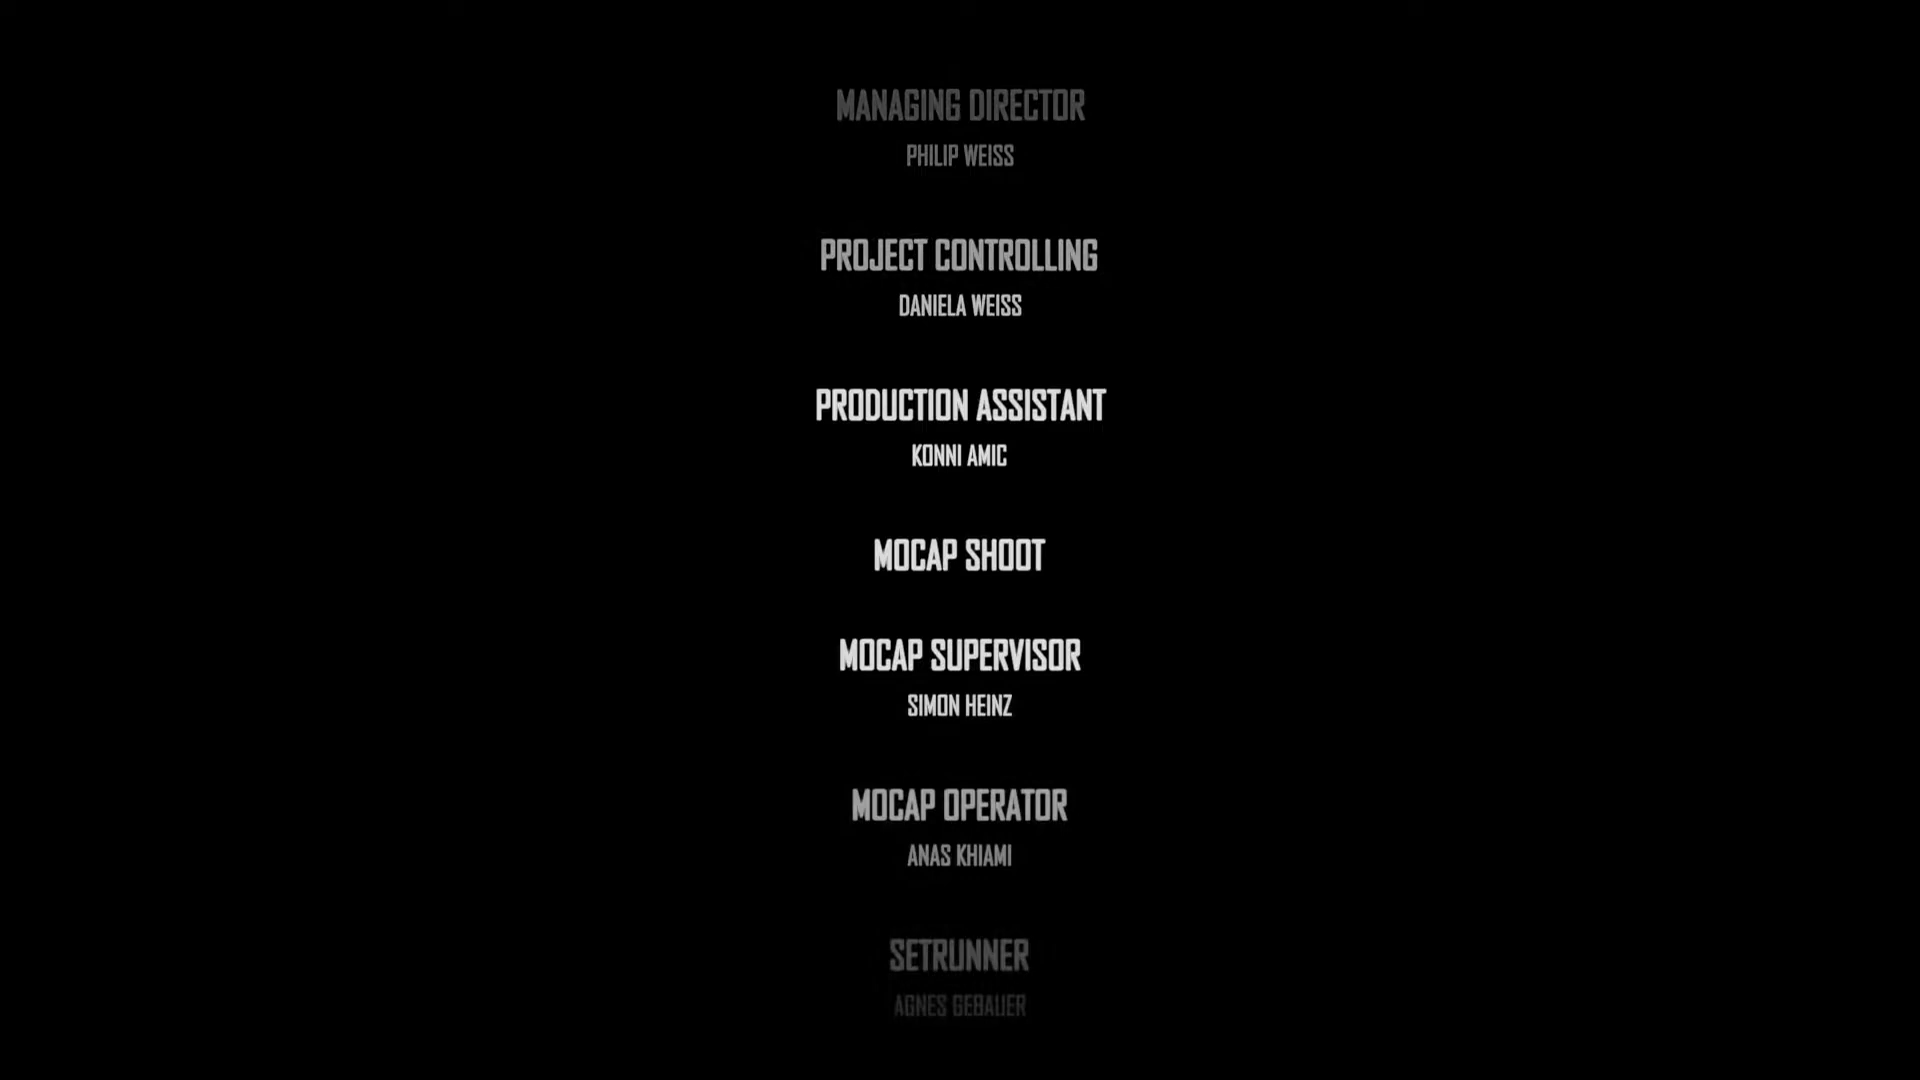 MANAGING DIRECTOR
PHILIP WEISS
PROJECT CONTROLLING
DANIELA WEISS
PRODUCTION ASSISTANT
KONNI AMIC
MOCAP SHOOT
MOCAP SUPERVISOR
SIMON HEINZ
MOCAP OPERATOR
ANAS KHIAMI
SETRUNNER
AGNES GEBAUER